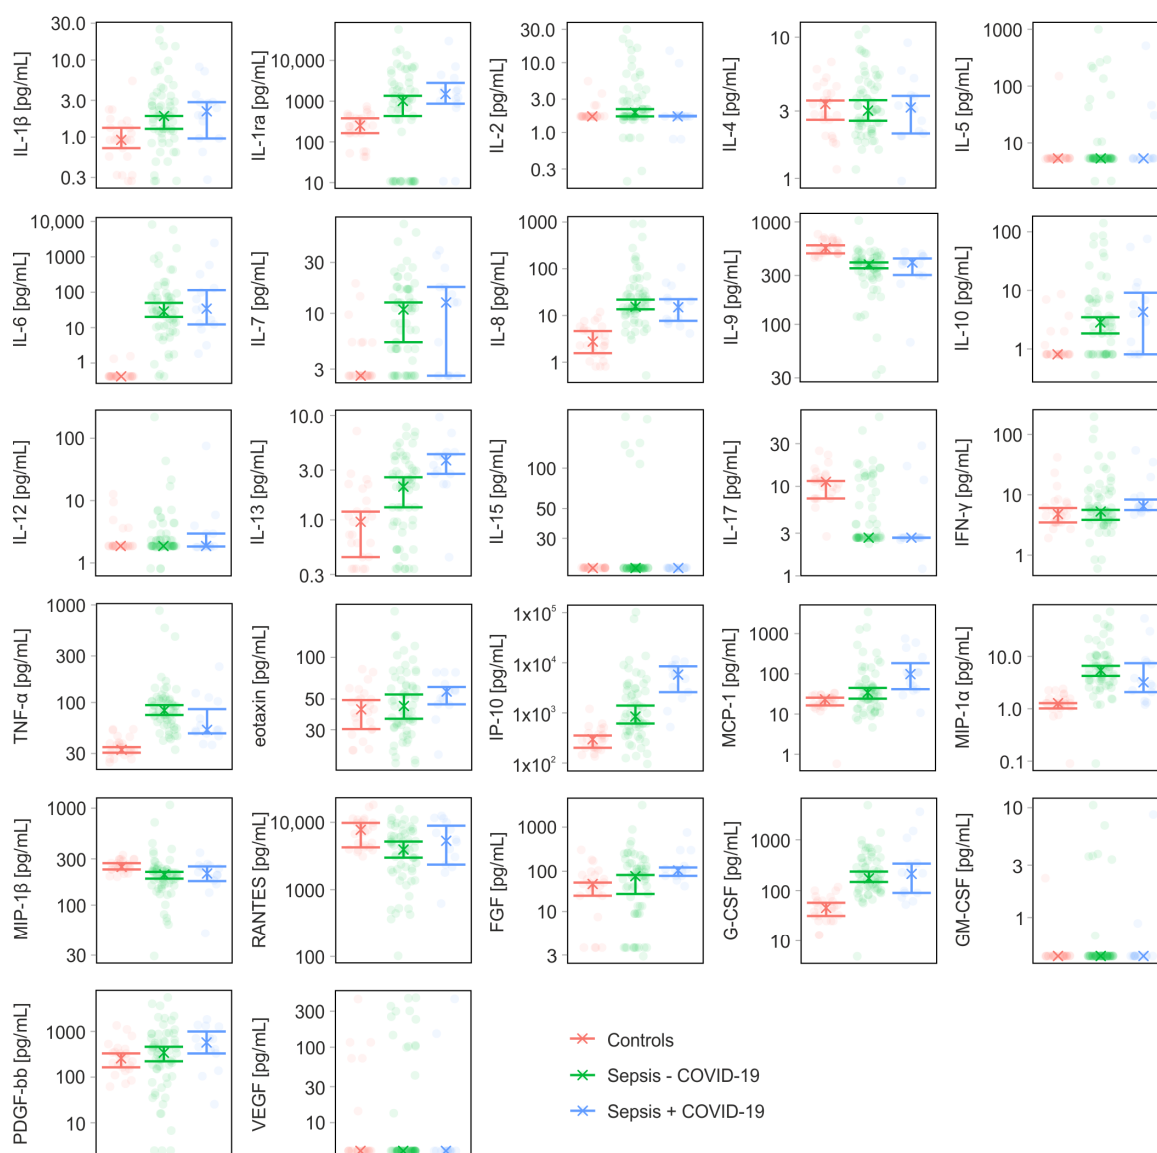 IL-1β [pg/mL]
30.0
10.0
3.0
1.0
0.3
IL-1ra [pg/mL]
10,000
1000
100
10
IL-2 [pg/mL]
30.0
10.0
3.0
1.0
0.3
IL-4 [pg/mL]
10
3
1
IL-5 [pg/mL]
1000
100
10
IL-6 [pg/mL]
10,000
1000
100
10
1
IL-7 [pg/mL]
30
10
3
IL-8 [pg/mL]
1000
100
10
1
IL-9 [pg/mL]
1000
300
100
30
IL-10 [pg/mL]
100
10
1
IL-12 [pg/mL]
100
10
1
IL-13 [pg/mL]
10.0
3.0
1.0
0.3
IL-15 [pg/mL]
100
50
30
IL-17 [pg/mL]
30
10
3
1
IFN-γ [pg/mL]
100
10
1
TNF-α [pg/mL]
1000
300
100
30
eotaxin [pg/mL]
100
50
30
IP-10 [pg/mL]
1x10⁵
1x10⁴
1x10³
1x10²
MCP-1 [pg/mL]
1000
100
10
1
MIP-1α [pg/mL]
10.0
1.0
0.1
MIP-1β [pg/mL]
1000
300
100
30
RANTES [pg/mL]
10,000
1000
100
FGF [pg/mL]
1000
100
10
3
G-CSF [pg/mL]
1000
100
10
GM-CSF [pg/mL]
10
3
1
PDGF-bb [pg/mL]
1000
100
10
VEGF [pg/mL]
300
100
30
10
Controls
Sepsis - COVID-19
Sepsis + COVID-19